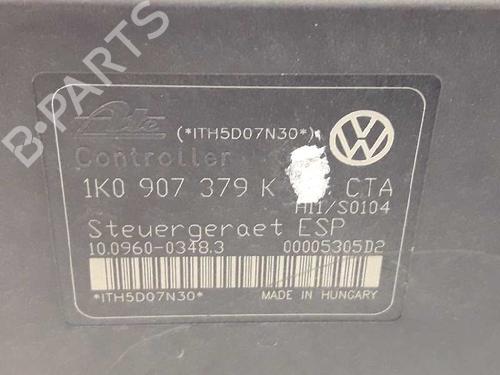 B-PARTS
Ate (*ITH5D07N30*)
Controller
1K0 907 379 K CTA
H11/S0104
Steuergeraet ESP
10.0960-0348.3 00005305D2
*ITH5D07N30* MADE IN HUNGARY